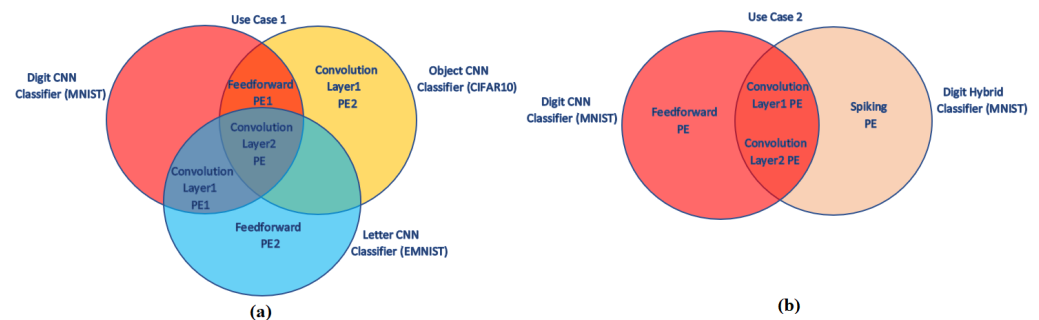 Use Case 1
Digit CNN
Classifier (MNIST)
Feedforward
PE1
Convolution
Layer1
PE2
Object CNN
Classifier (CIFAR10)
Convolution
Layer2
PE
Convolution
Layer1
PE1
Feedforward
PE2
Letter CNN
Classifier (EMNIST)
(a)
Use Case 2
Digit CNN
Classifier (MNIST)
Feedforward
PE
Convolution
Layer1 PE
Convolution
Layer2 PE
Spiking
PE
Digit Hybrid
Classifier (MNIST)
(b)